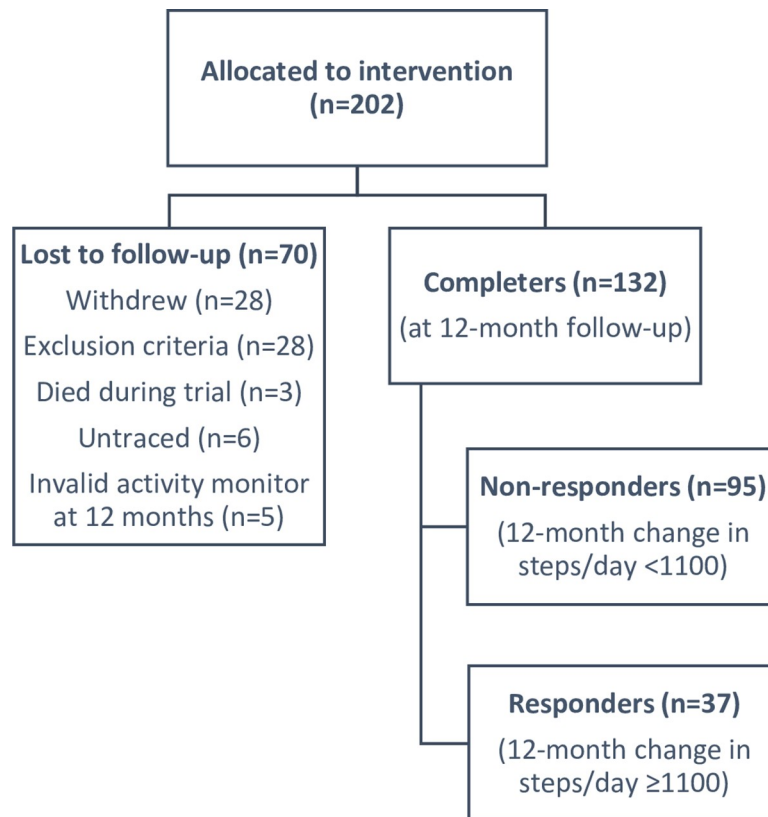 Allocated to intervention
(n=202)
Lost to follow-up (n=70)
Withdrew (n=28)
Exclusion criteria (n=28)
Died during trial (n=3)
Untraced (n=6)
Invalid activity monitor
at 12 months (n=5)
Completers (n=132)
(at 12-month follow-up)
Non-responders (n=95)
(12-month change in
steps/day <1100)
Responders (n=37)
(12-month change in
steps/day ≥1100)